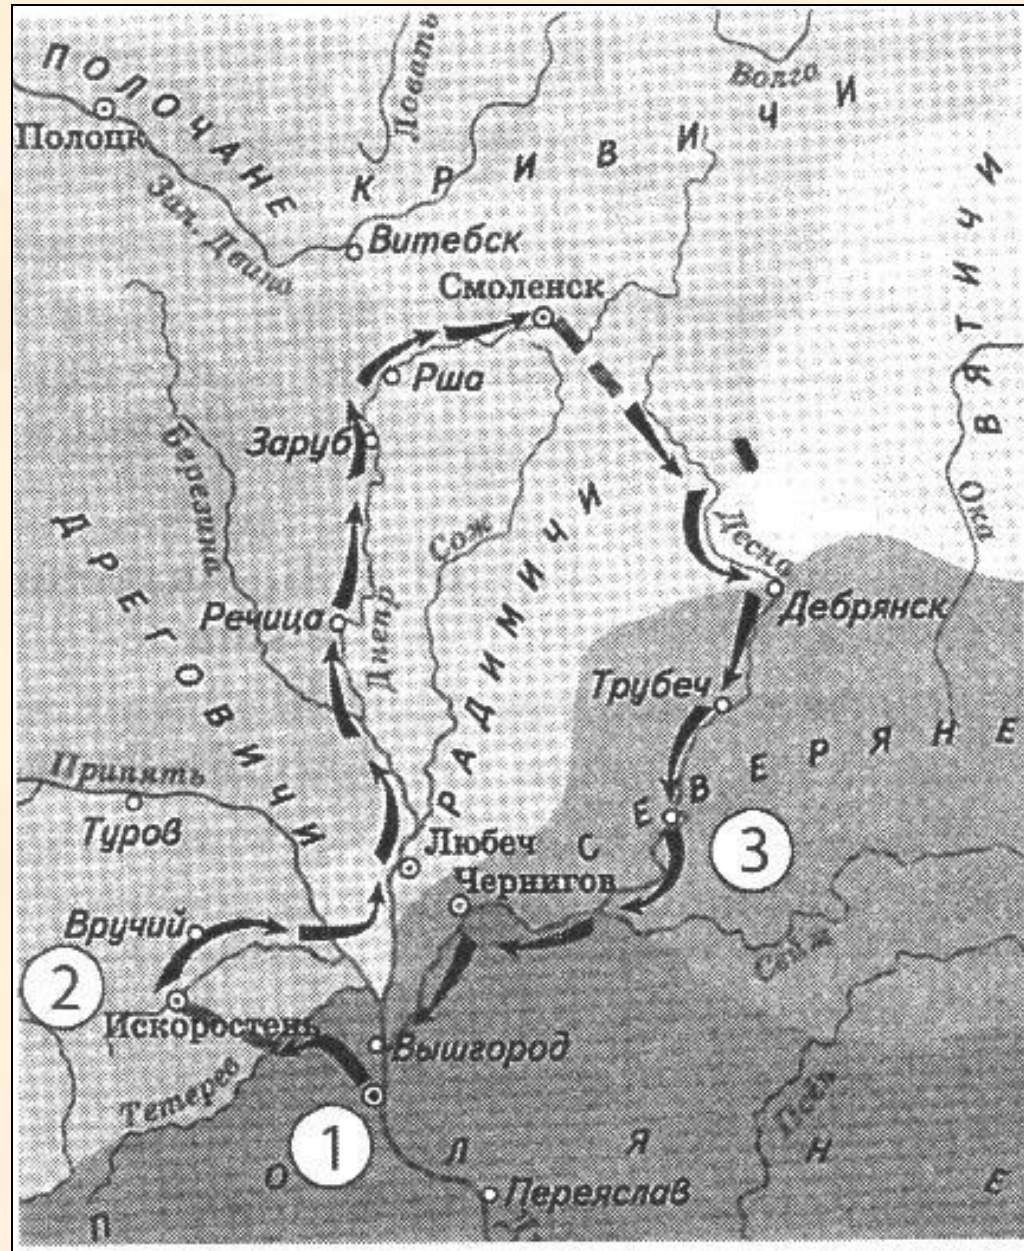 ПОЛОЧАНЕ
Полоцк
Ловать
Волга
КРИВИЧИ
Зап. Двина
Витебск
Смоленск
ВЯТИЧИ
Рша
Заруб
Березина
ДРЕГОВИЧИ
Сож
Десна
Ока
Дебрянск
Речица
Днепр
РАДИМИЧИ
Трубеч
СЕВЕРЯНЕ
Припять
Туров
3
Любеч
Чернигов
Вручий
Сейм
2
Искоростень
Вышгород
Тетерев
Псёл
1
ПОЛЯНЕ
Переяслав